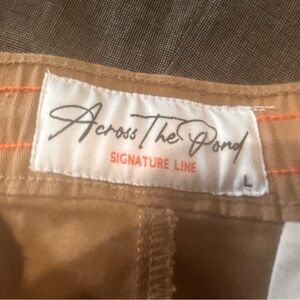 Across The Pond
SIGNATURE LINE
L